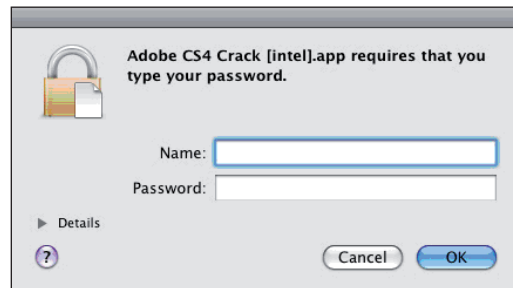 Adobe CS4 Crack [intel].app requires that you
type your password.
Name:
Password:
Details
?
Cancel
OK